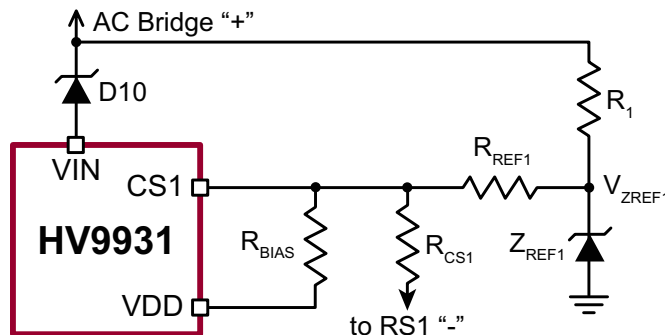 AC Bridge “+”
D10
R1
VIN
RREF1
CS1
VZREF1
HV9931
RBIAS
RCS1
ZREF1
VDD
to RS1 “-”